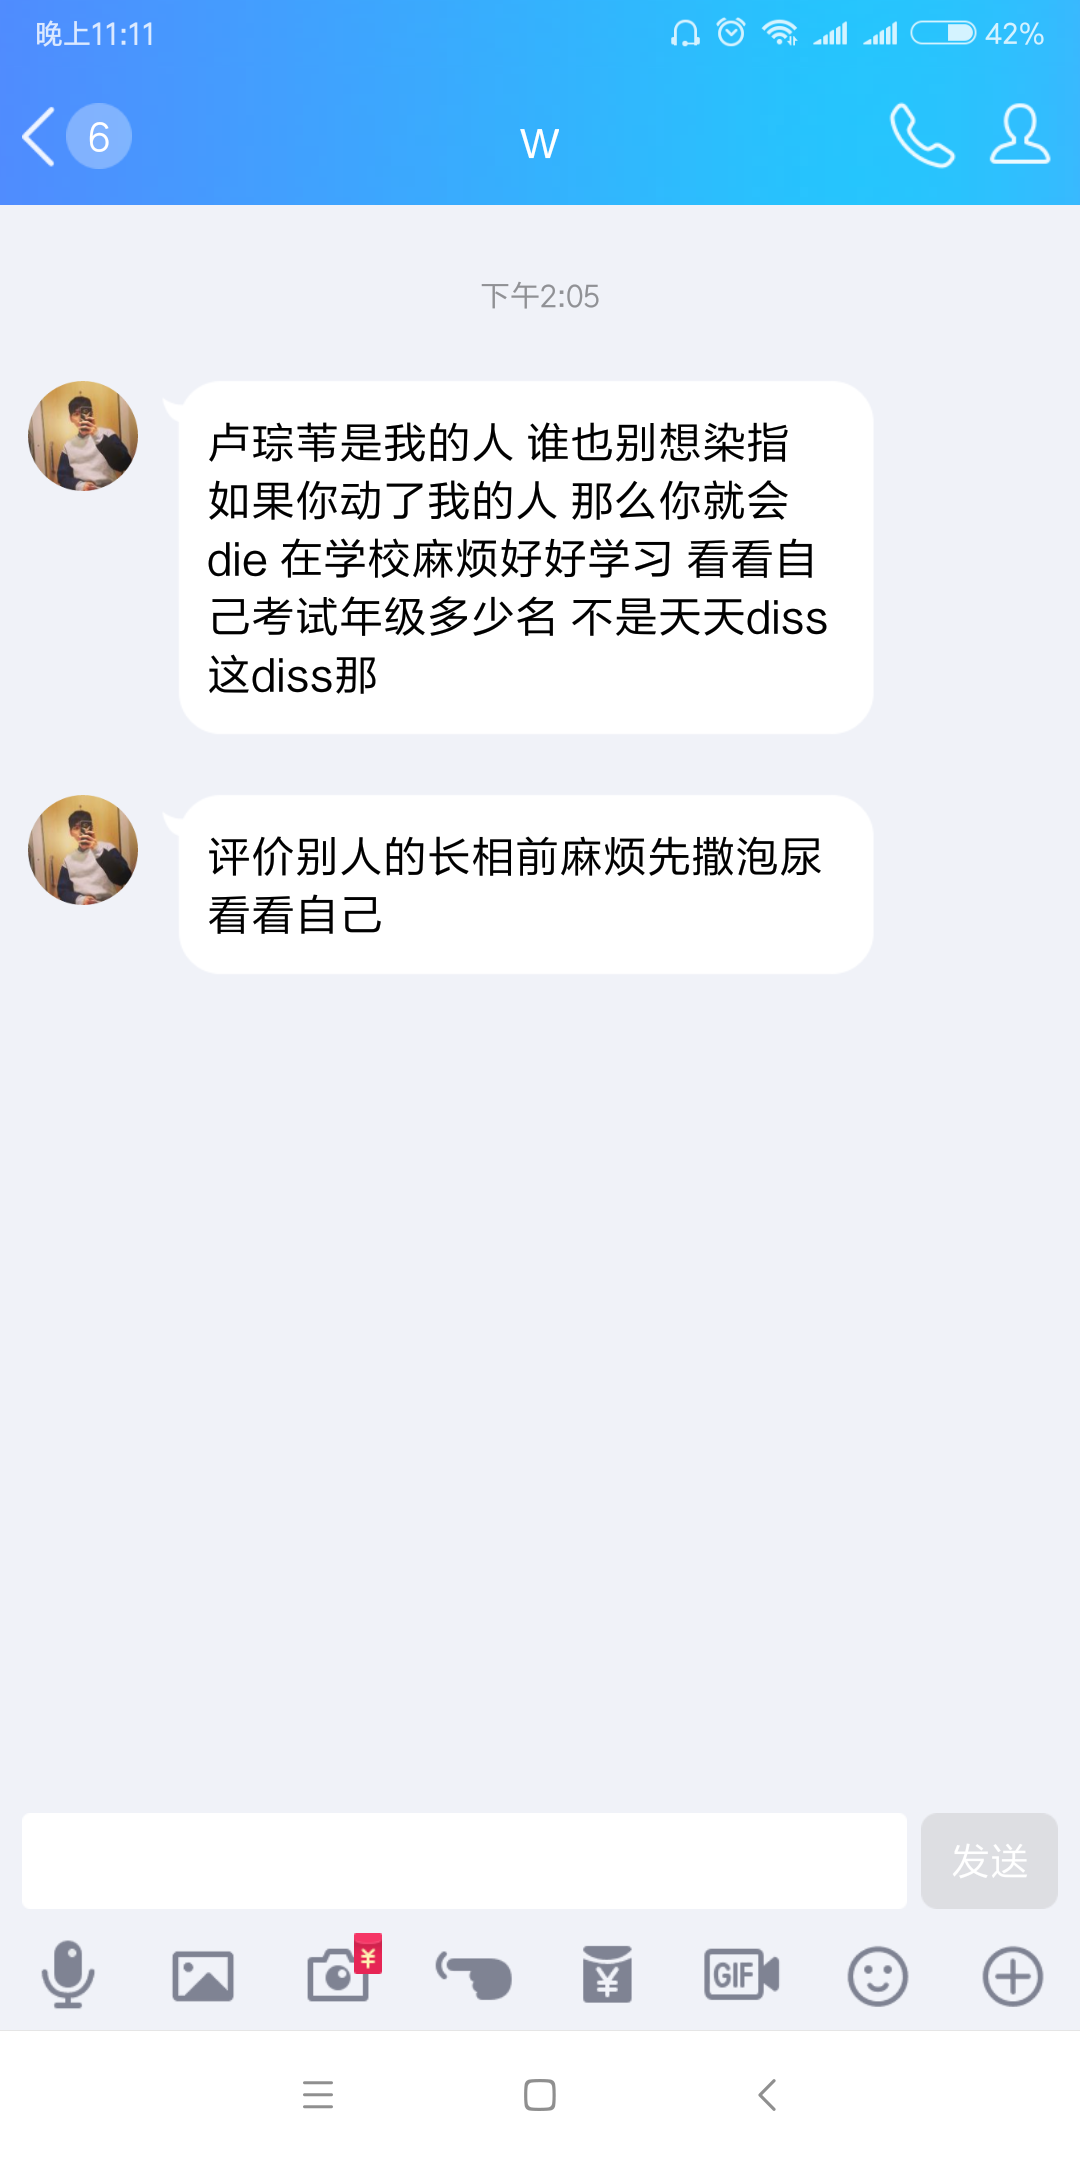 晚上11:11
42%
6
W
下午2:05
卢琮苇是我的人 谁也别想染指
如果你动了我的人 那么你就会
die 在学校麻烦好好学习 看看自
己考试年级多少名 不是天天diss
这diss那
评价别人的长相前麻烦先撒泡尿
看看自己
发送
¥
¥
GIF